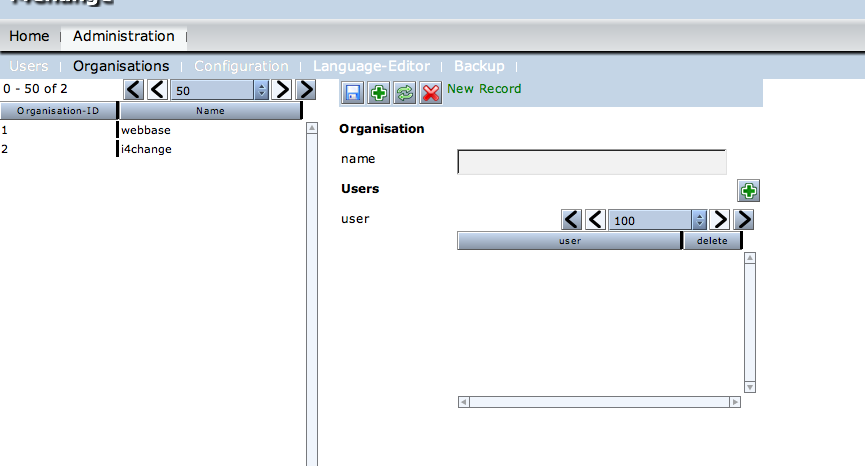 Home Administration
Users Organisations Configuration Language-Editor Backup
0 - 50 of 2 50
Organisation-ID Name
1 webbase
2 i4change
New Record
Organisation
name
Users
user 100
user delete